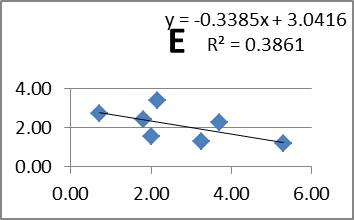 y = -0.3385x + 3.0416
E
R² = 0.3861
4.00
2.00
0.00
0.00 2.00 4.00 6.00